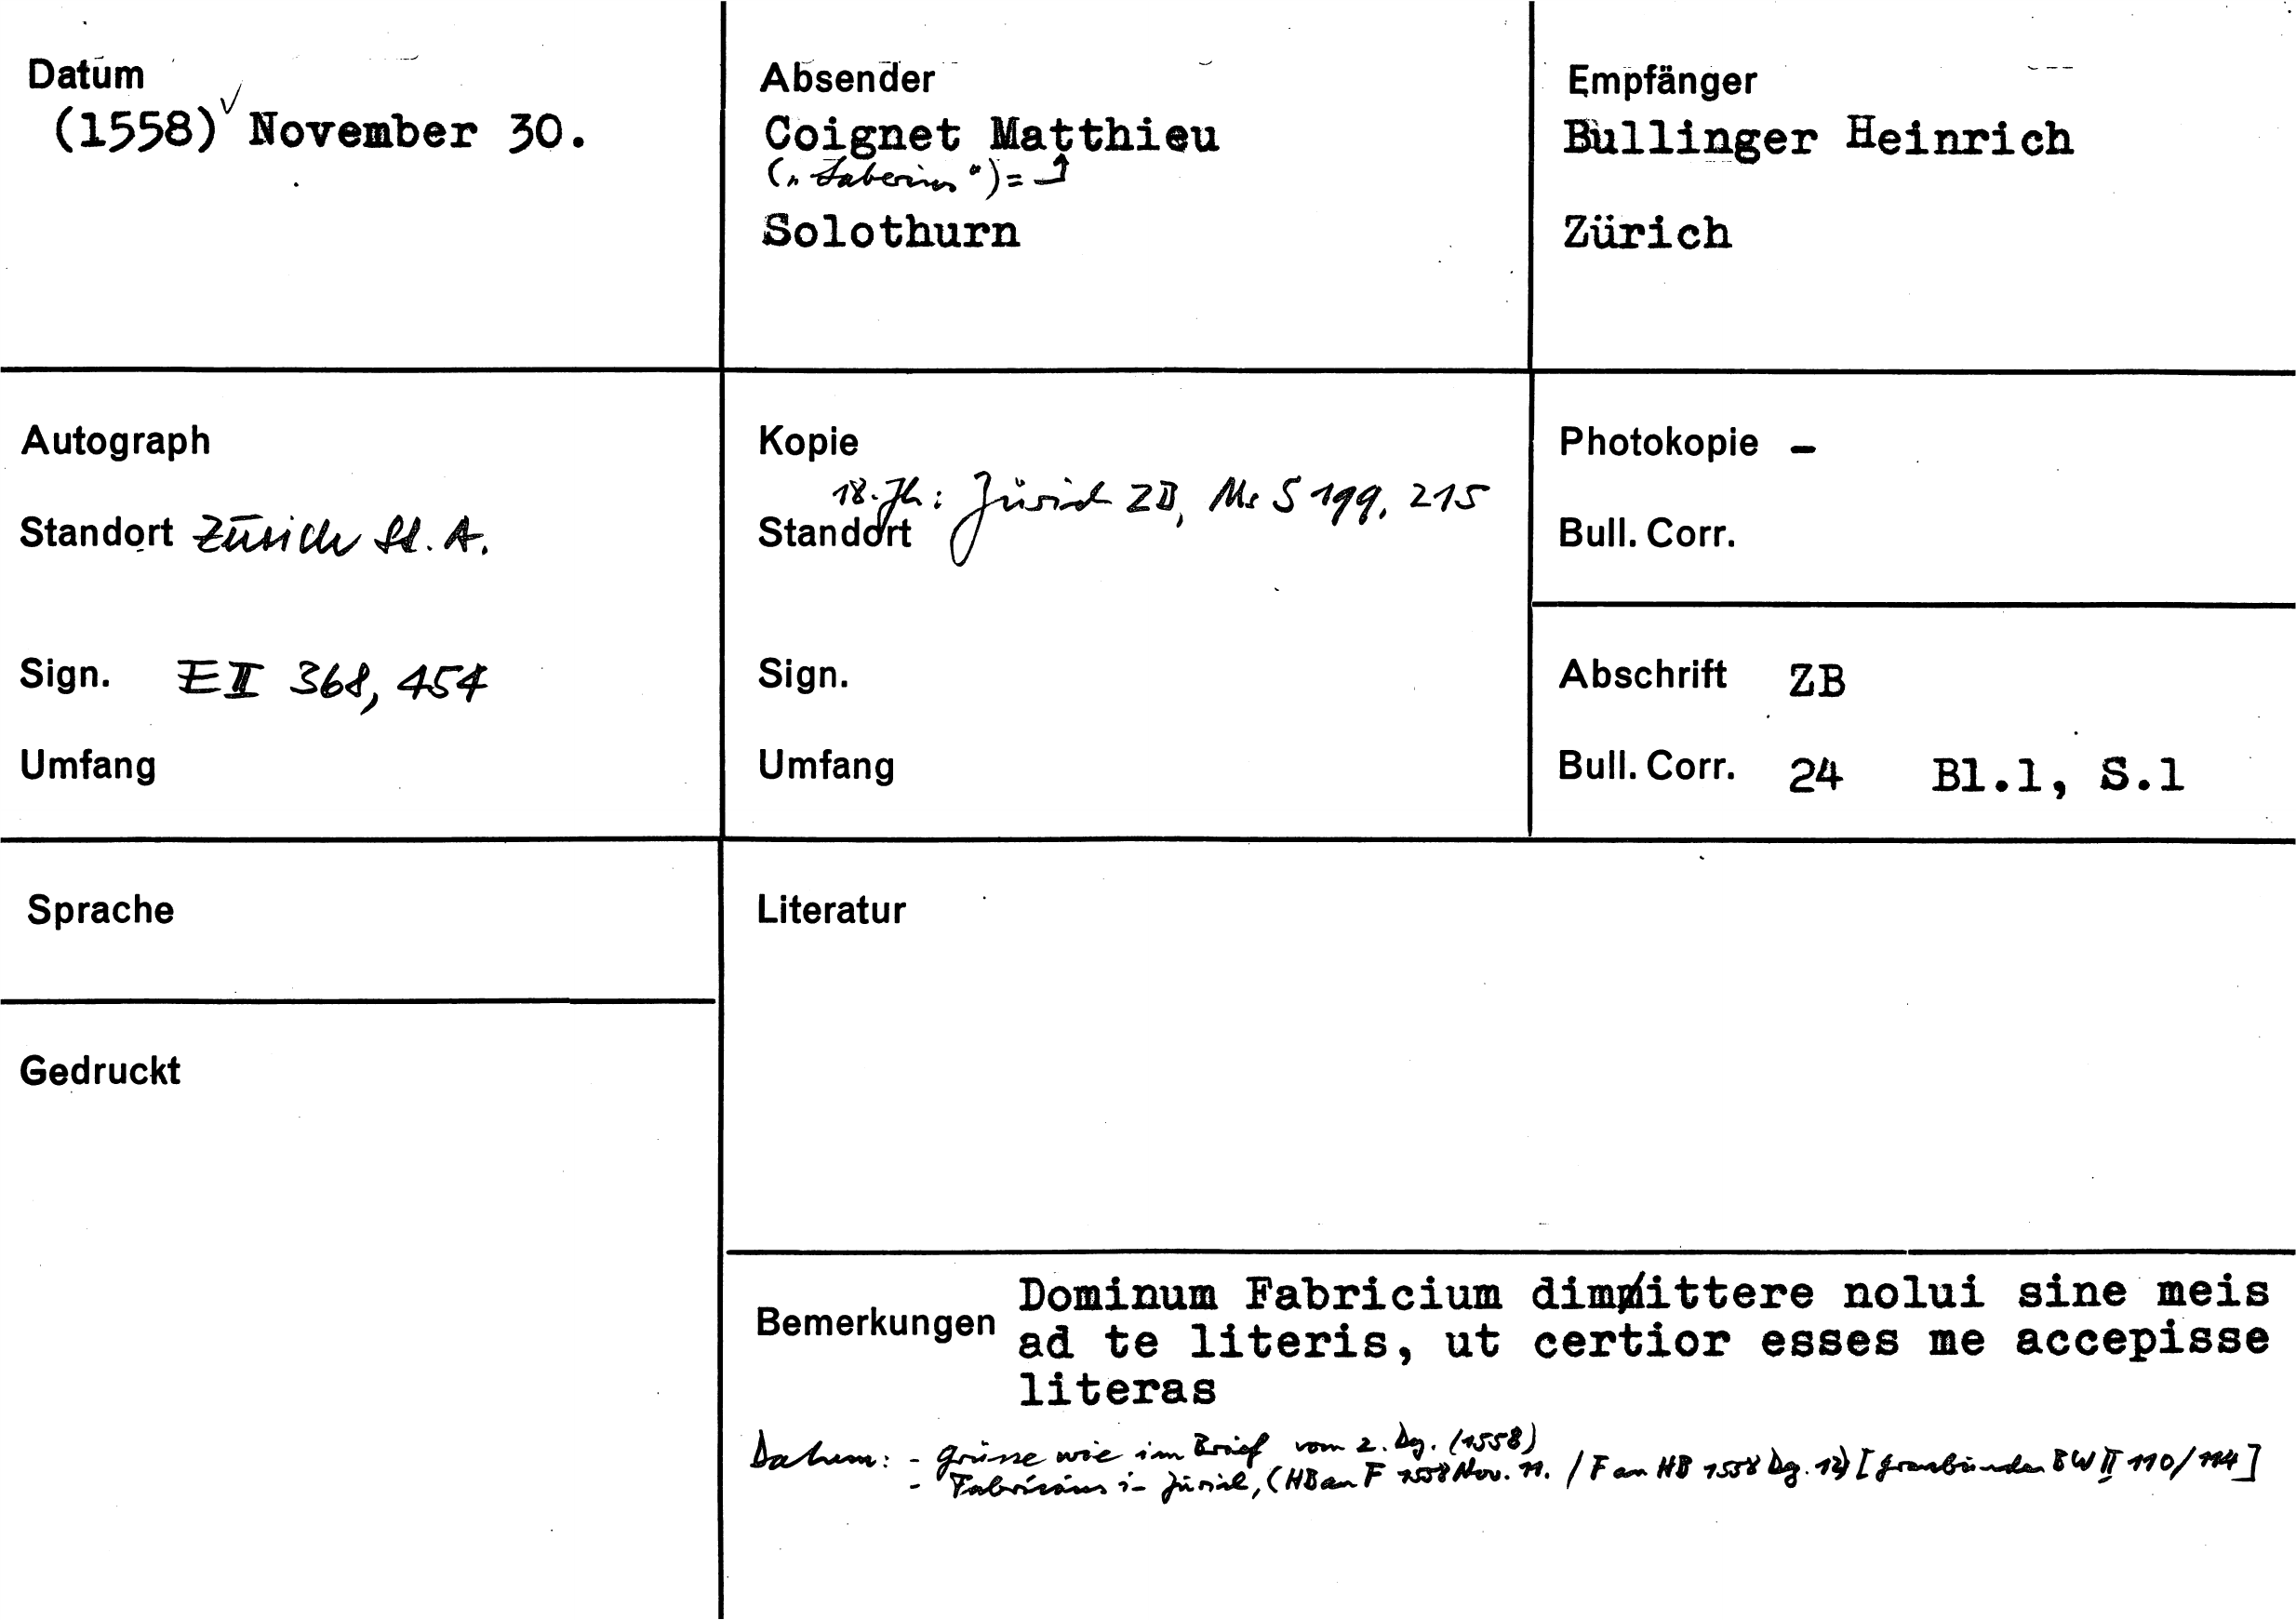 Datum
(1558) ✓ November 30.
Absender
Coignet Matthieu
(„Laberius“) =
Solothurn
Empfänger
Bullinger Heinrich
Zürich
Autograph
Standort Zürich St. A.
Sign. E II 368, 454
Umfang
Kopie
18. Jh: Zürich ZB, Ms S 199, 215
Standort
Sign.
Umfang
Photokopie –
Bull. Corr.
Abschrift ZB
Bull. Corr. 24 Bl.1, S.1
Sprache
Gedruckt
Literatur
Bemerkungen
Dominum Fabricium dimittere nolui sine meis
ad te literis, ut certior esses me accepisse
literas
Datum: - Grüsse wie im Brief vom 2. Dz. (1558)
- Fabricius in Zürich, (HB an F 1558 Nov. 11. / F an HB 1558 Dz. 12) [Graubünden BW II 110/114]